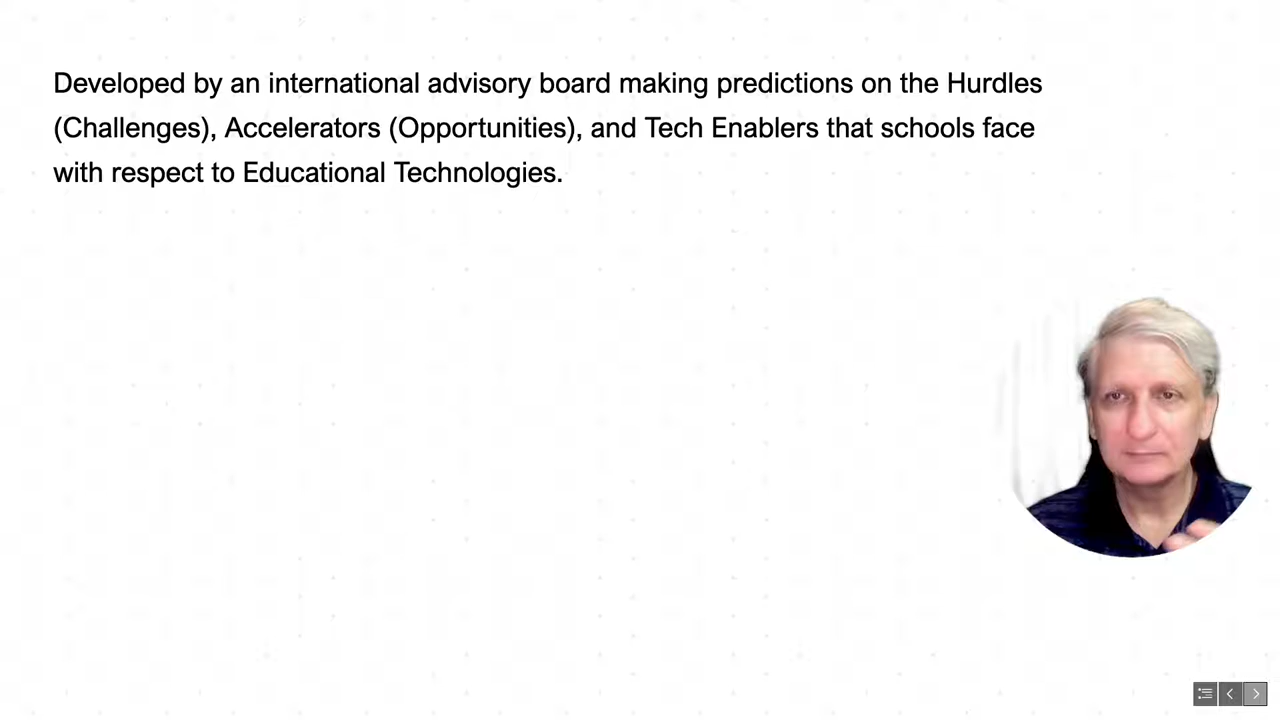 Developed by an international advisory board making predictions on the Hurdles
(Challenges), Accelerators (Opportunities), and Tech Enablers that schools face
with respect to Educational Technologies.